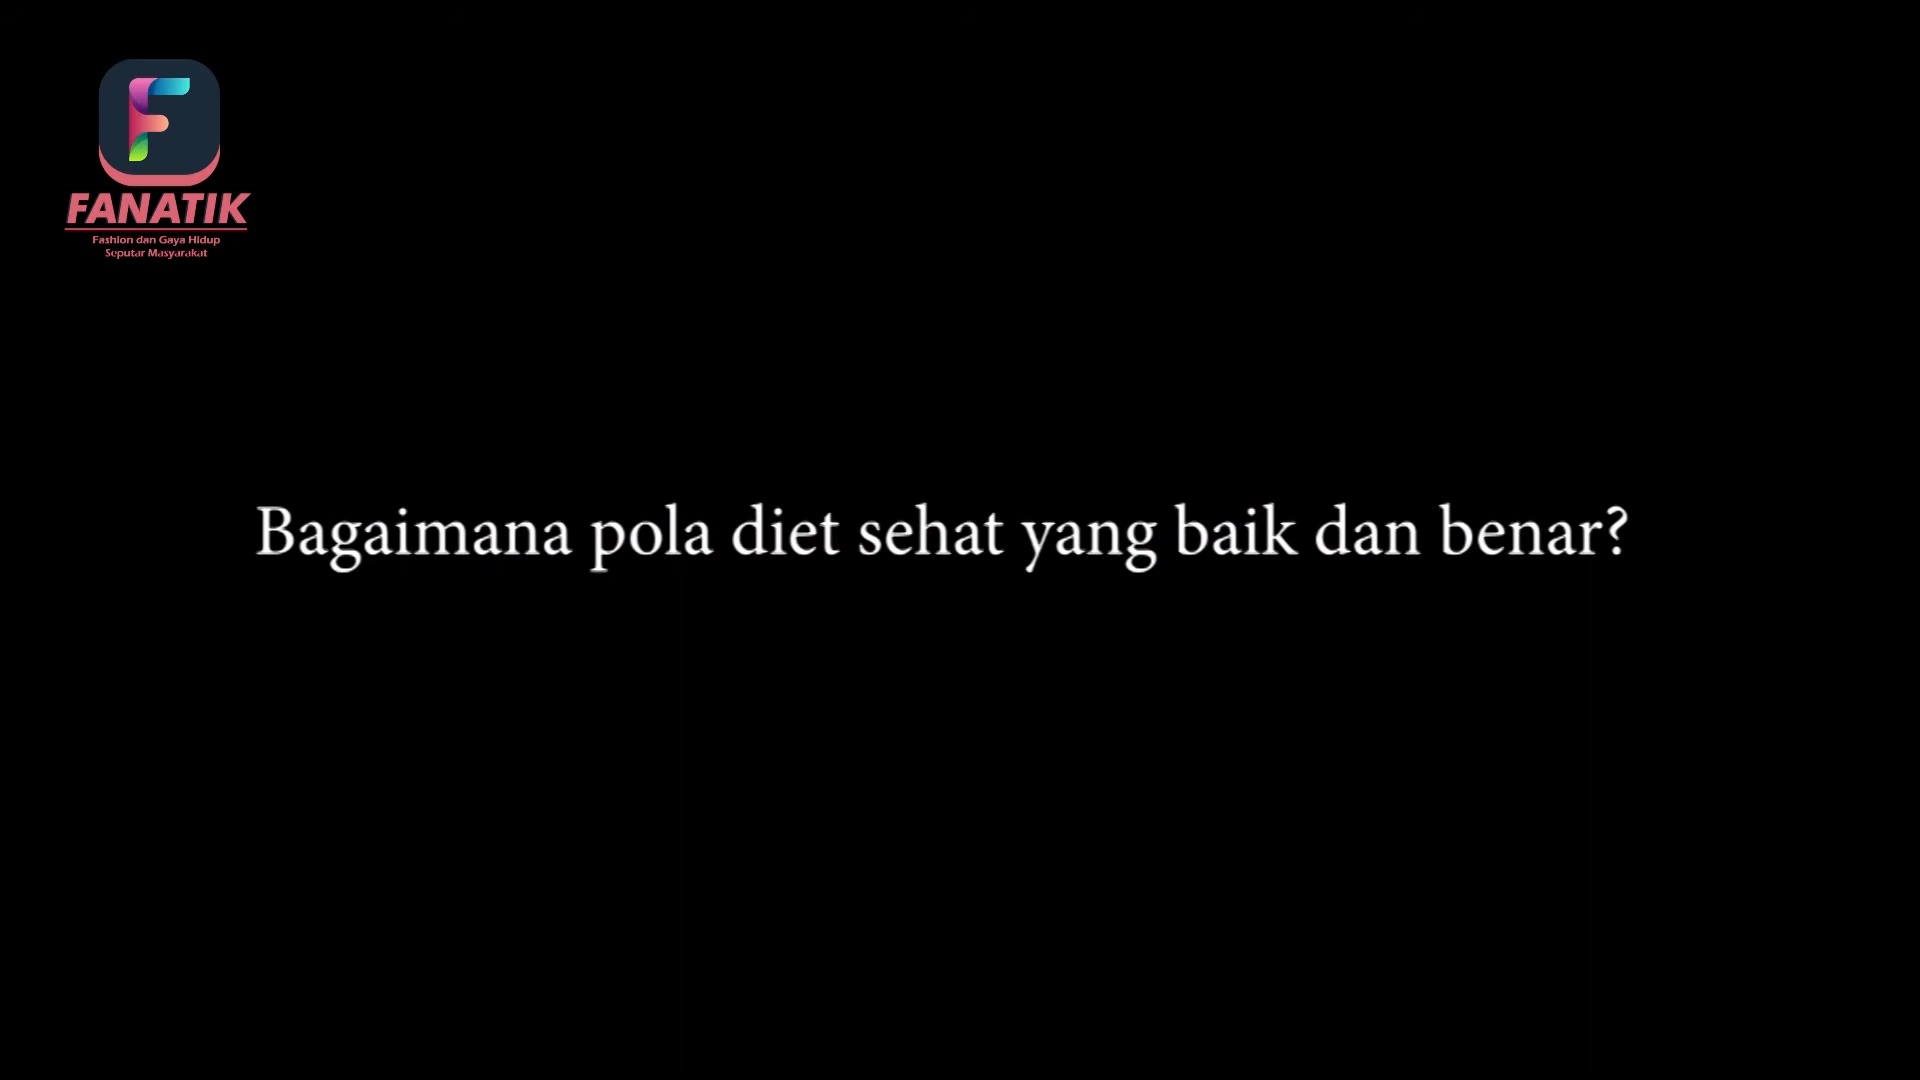 F
FANATIK
Fashion dan Gaya Hidup
Seputar Masyarakat
Bagaimana pola diet sehat yang baik dan benar?